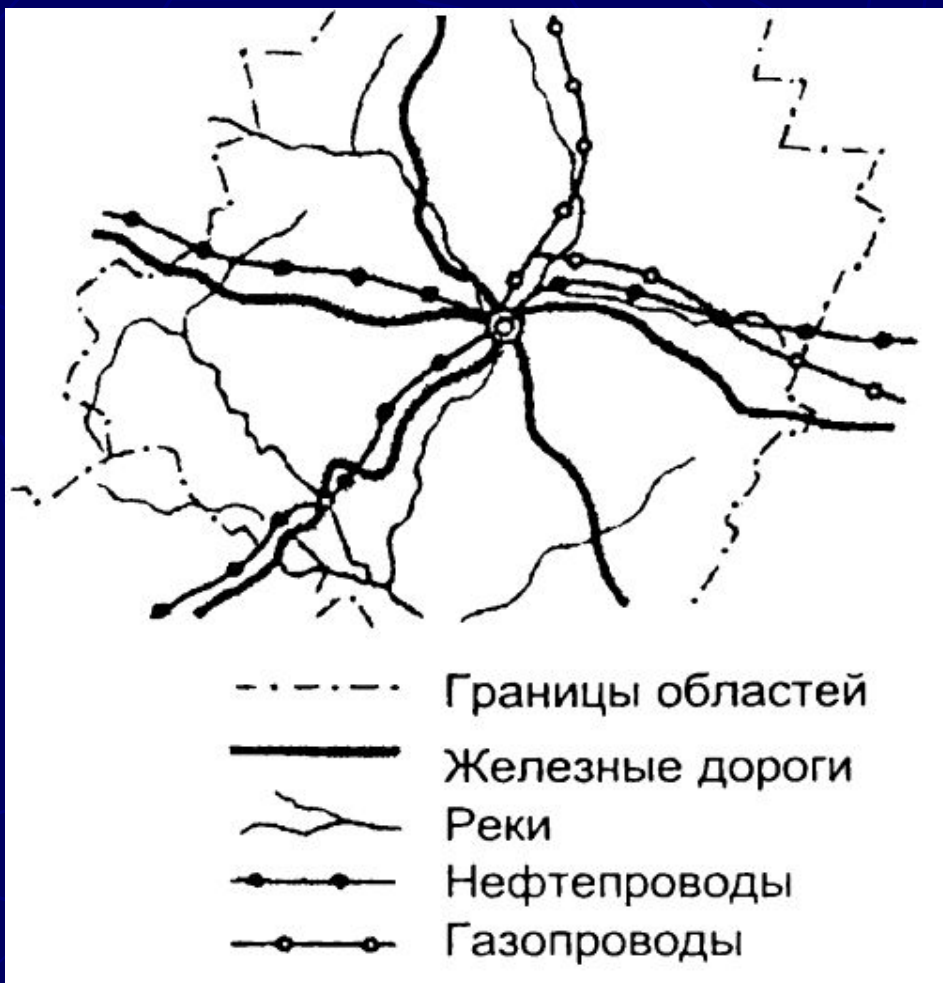 Границы областей
Железные дороги
Реки
Нефтепроводы
Газопроводы